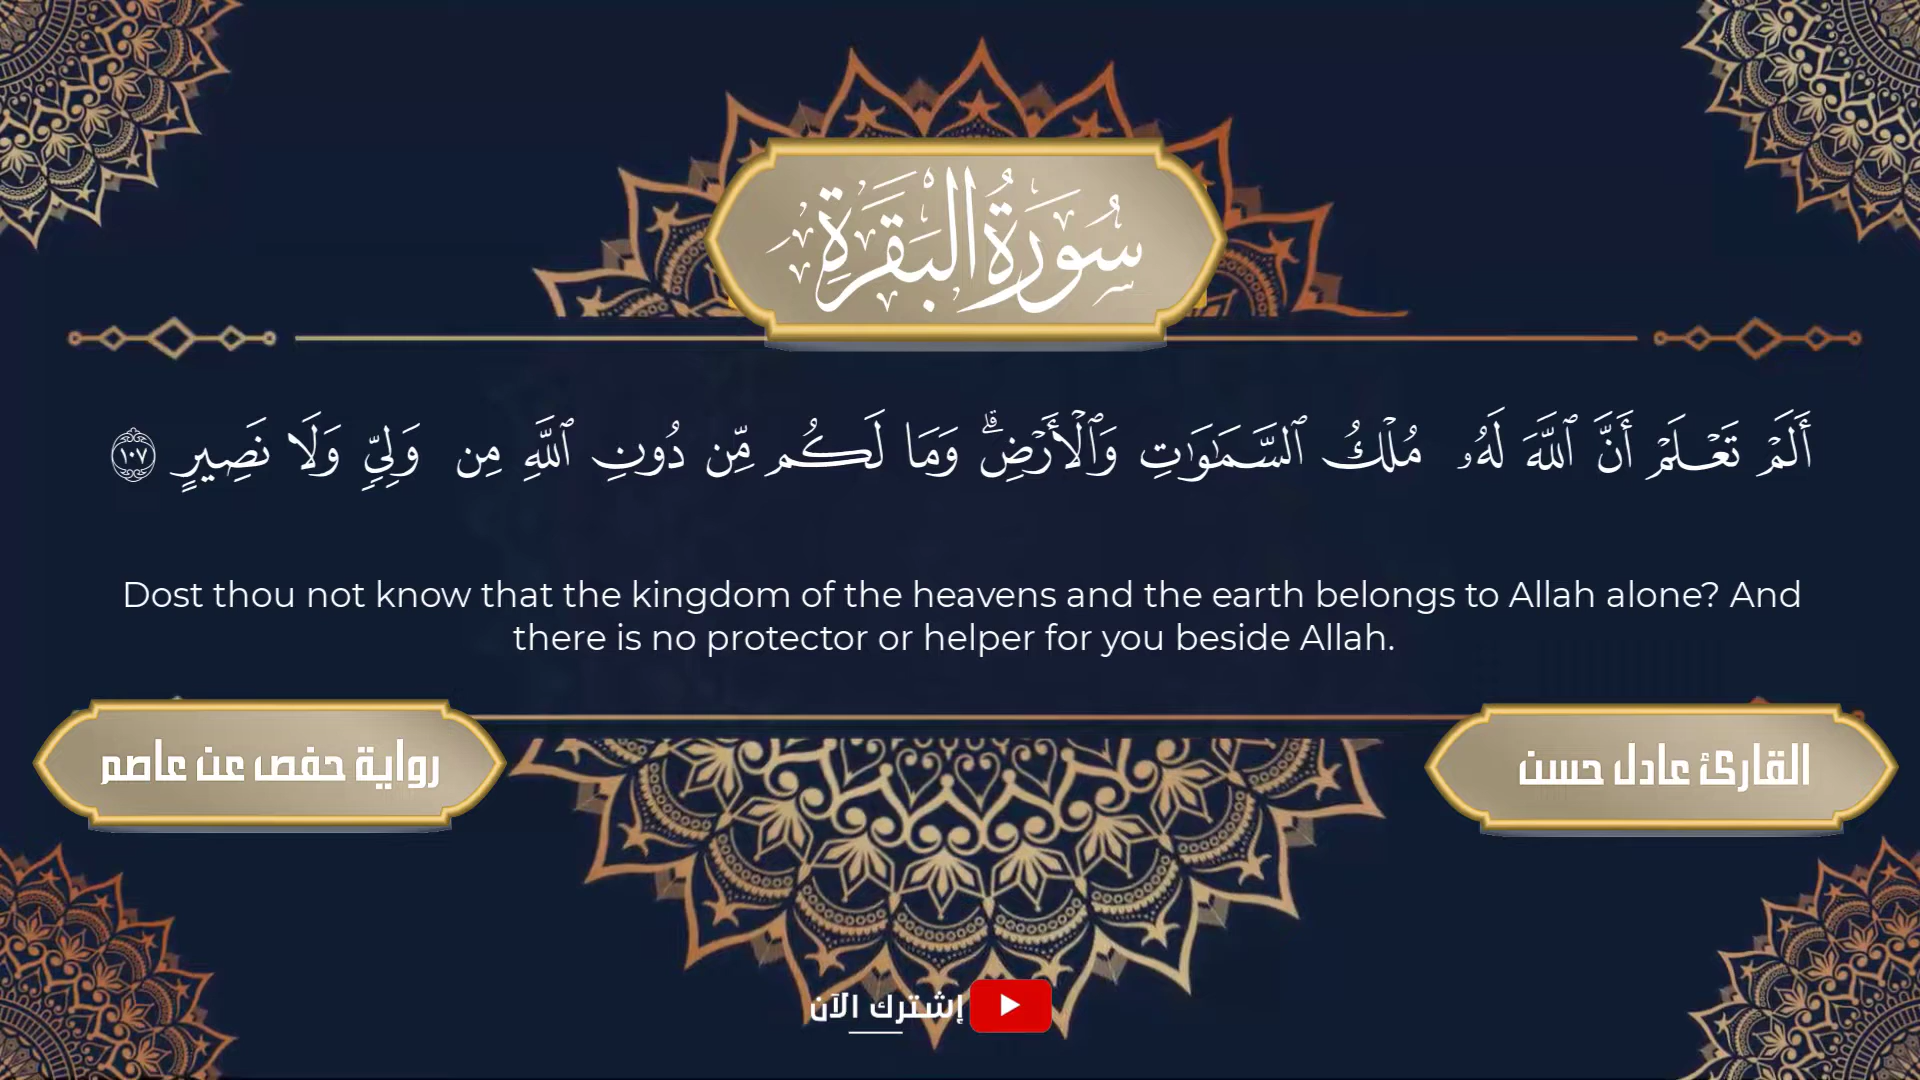 سُورَةُ البَقَرَةِ
أَلَمْ تَعْلَمْ أَنَّ ٱللَّهَ لَهُۥ مُلْكُ ٱلسَّمَـٰوَٰتِ وَٱلْأَرْضِ ۗ وَمَا لَكُم مِّن دُونِ ٱللَّهِ مِن وَلِىٍّ وَلَا نَصِيرٍ ١٠٧
Dost thou not know that the kingdom of the heavens and the earth belongs to Allah alone? And
there is no protector or helper for you beside Allah.
القارئ عادل حسن
رواية حفص عن عاصم
إشترك الآن